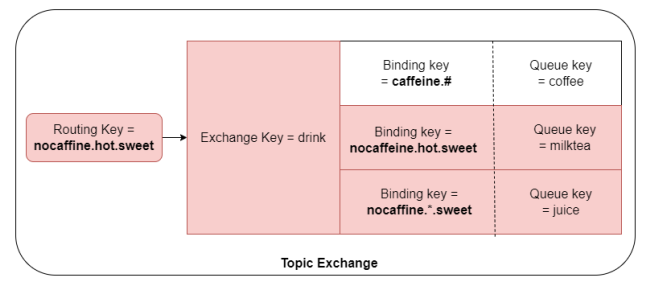 Routing Key =
nocaffine.hot.sweet
Exchange Key = drink
Binding key
= caffeine.#
Queue key
= coffee
Binding key =
nocaffeine.hot.sweet
Queue key
= milktea
Binding key =
nocaffine.*.sweet
Queue key
= juice
Topic Exchange